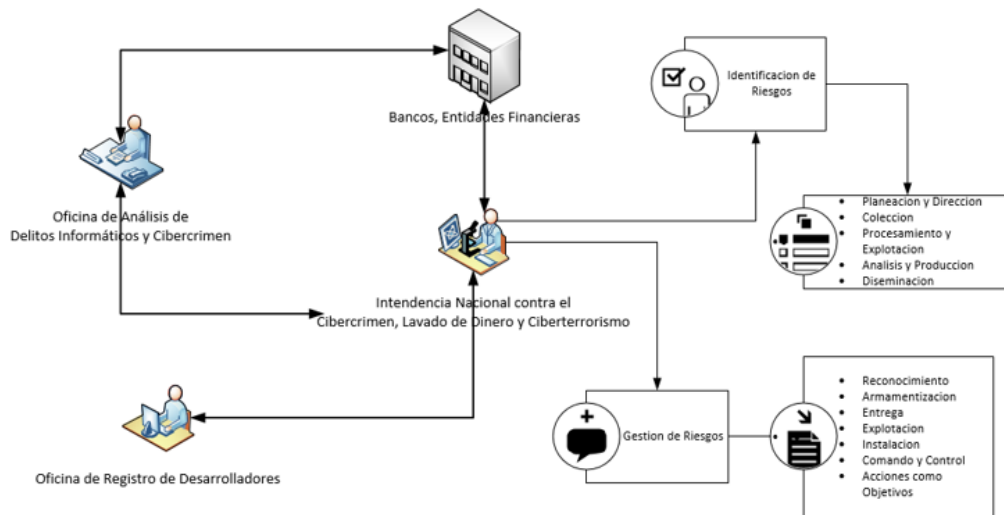 Bancos, Entidades Financieras
Identificacion de
Riesgos
Oficina de Análisis de
Delitos Informáticos y Cibercrimen
• Planeacion y Direccion
• Coleccion
• Procesamiento y
Explotacion
• Analisis y Produccion
• Diseminacion
Intendencia Nacional contra el
Cibercrimen, Lavado de Dinero y Ciberterrorismo
Oficina de Registro de Desarrolladores
Gestion de Riesgos
• Reconocimiento
• Armamentizacion
• Entrega
• Explotacion
• Instalacion
• Comando y Control
• Acciones como
Objetivos